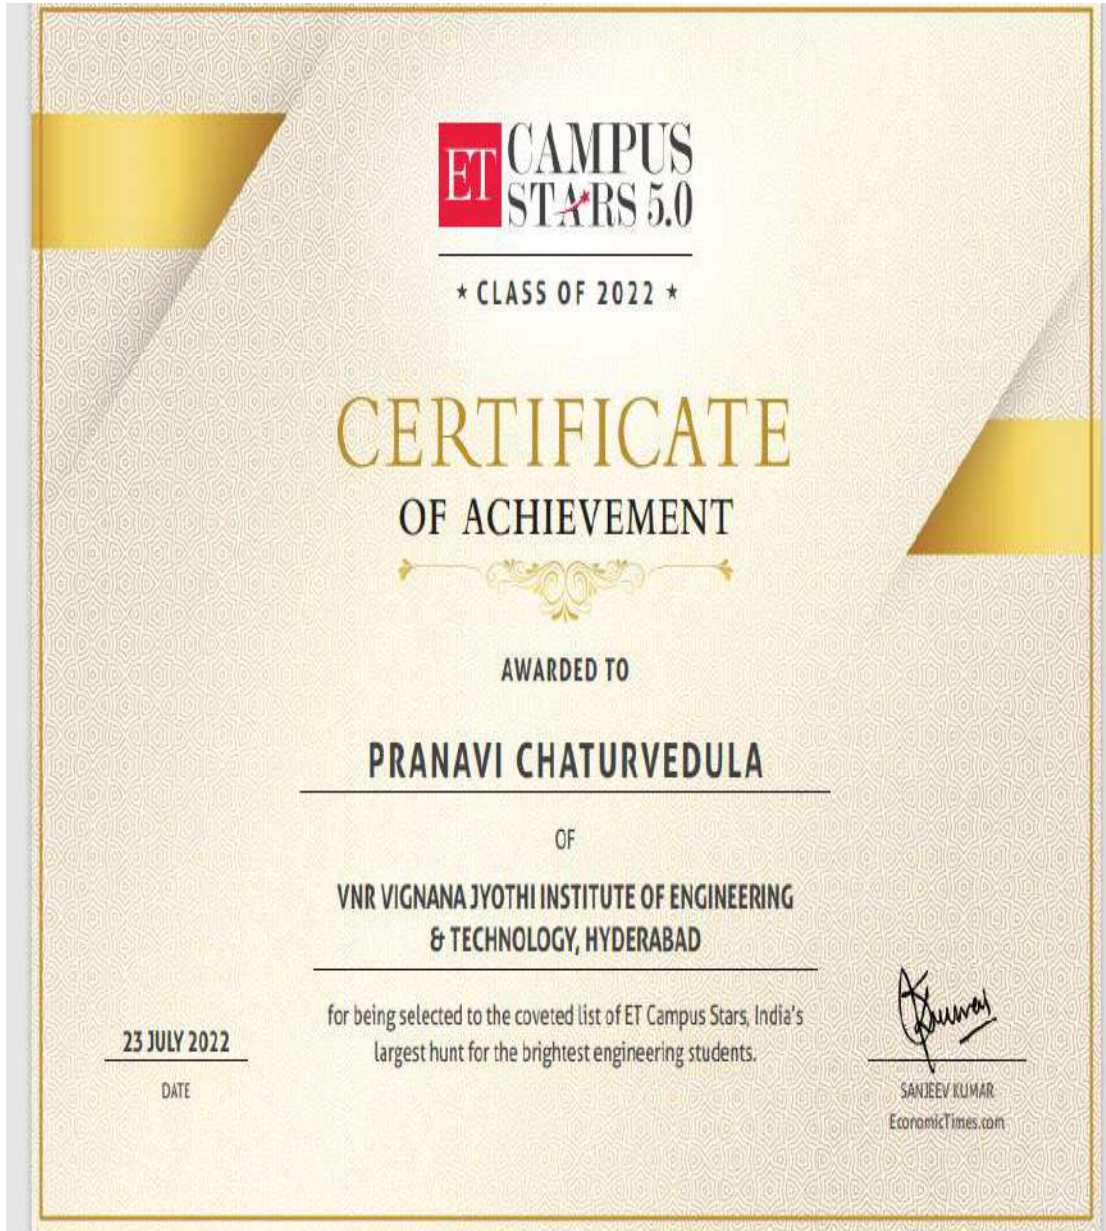 ET CAMPUS
STARS 5.0
★ CLASS OF 2022 ★
CERTIFICATE
OF ACHIEVEMENT
AWARDED TO
PRANAVI CHATURVEDULA
OF
VNR VIGNANA JYOTHI INSTITUTE OF ENGINEERING
& TECHNOLOGY, HYDERABAD
for being selected to the coveted list of ET Campus Stars, India's
largest hunt for the brightest engineering students.
23 JULY 2022
DATE
SANJEEV KUMAR
EconomicTimes.com